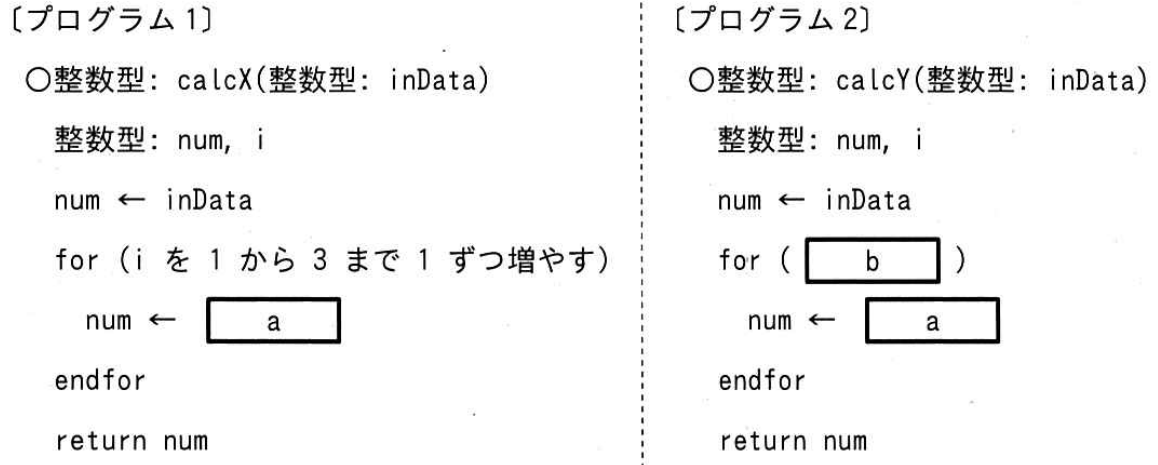 〔プログラム 1〕
〇整数型: calcX(整数型: inData)
整数型: num, i
num ← inData
for (i を 1 から 3 まで 1 ずつ増やす)
num ← a
endfor
return num
〔プログラム 2〕
〇整数型: calcY(整数型: inData)
整数型: num, i
num ← inData
for ( b )
num ← a
endfor
return num